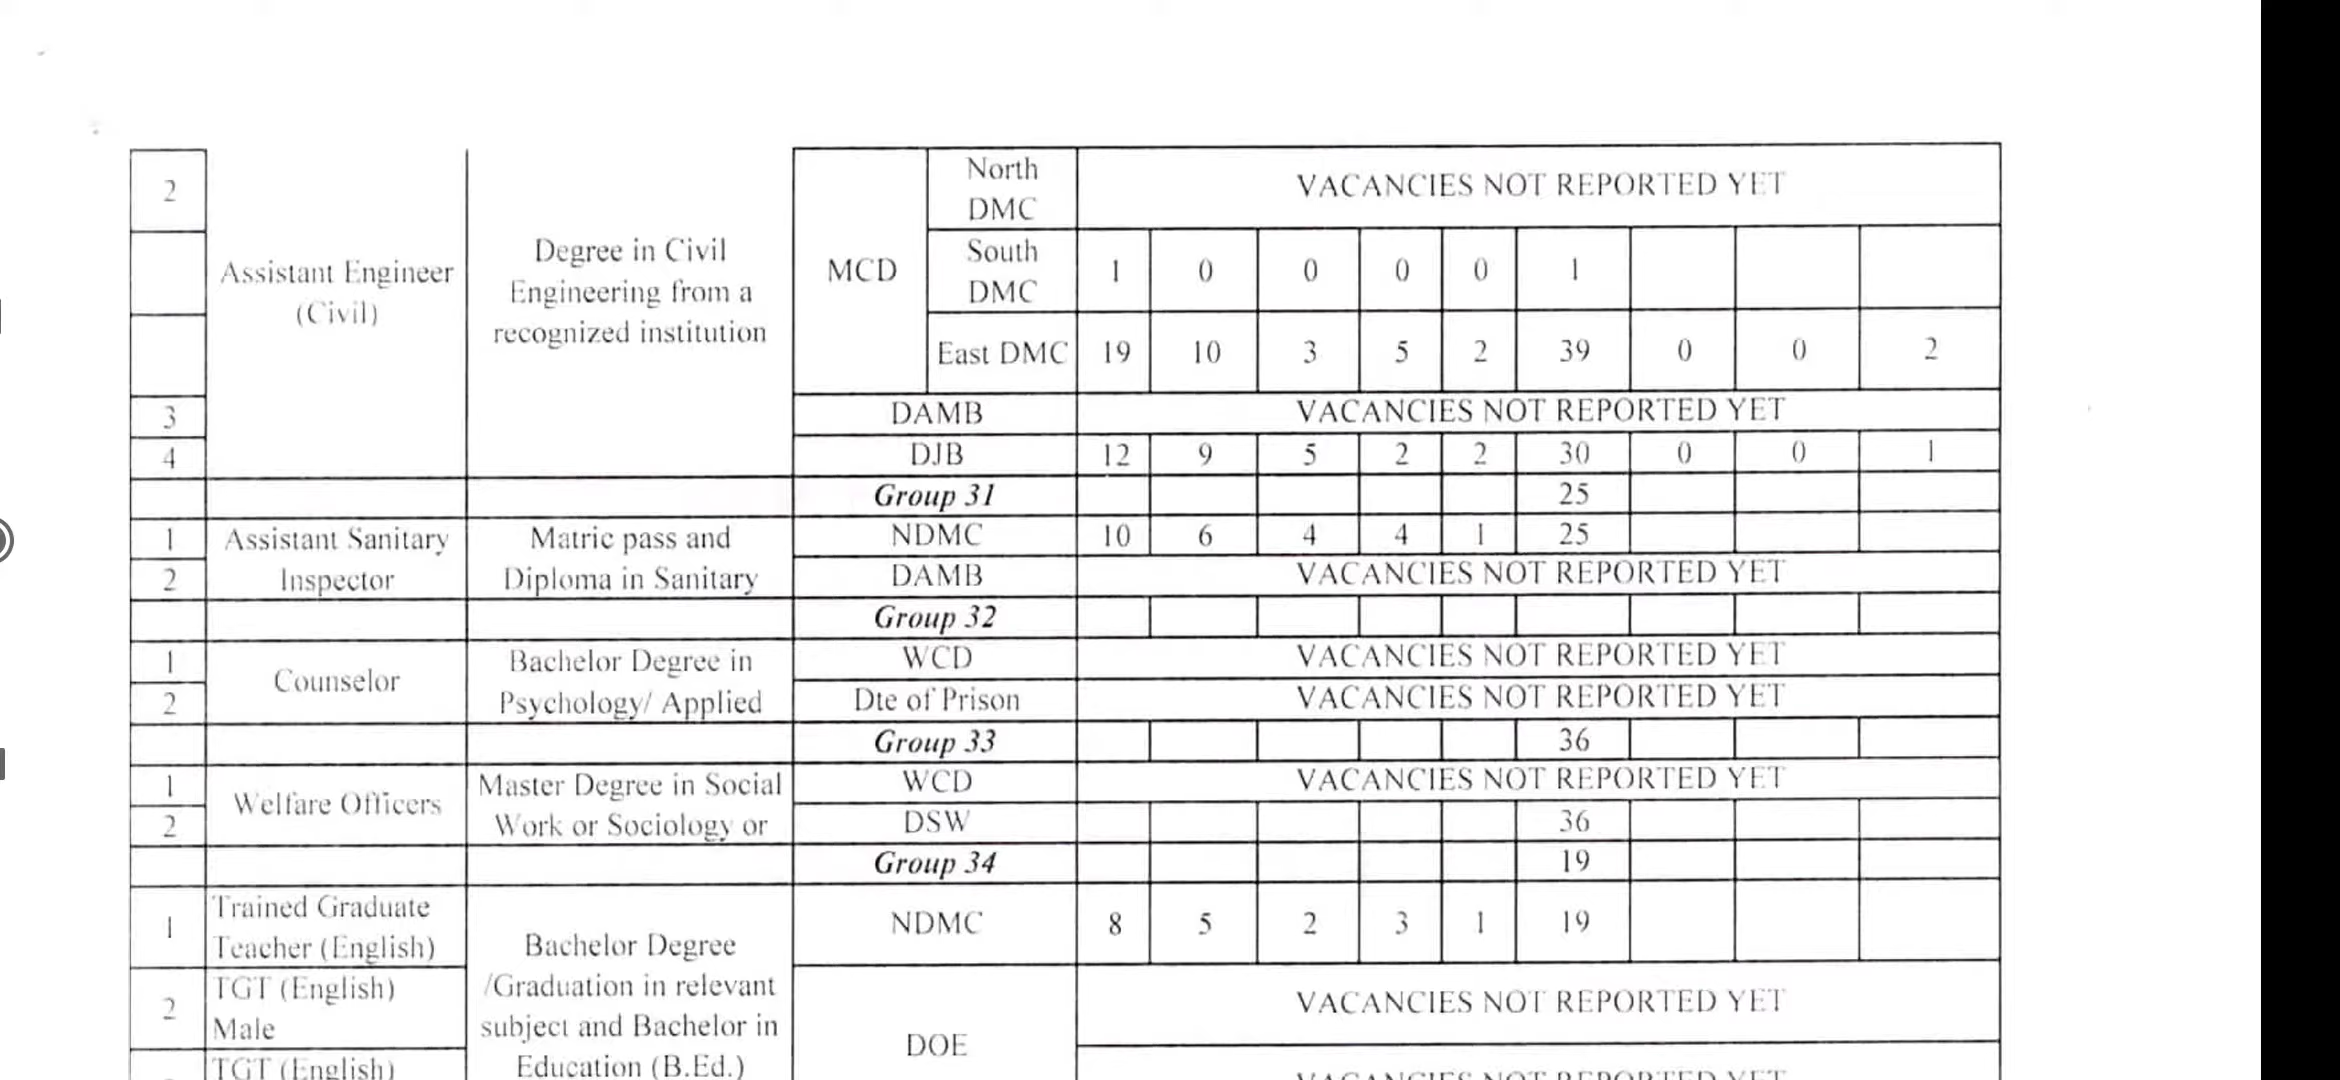 2 Assistant Engineer (Civil) Degree in Civil Engineering from a recognized institution MCD North DMC VACANCIES NOT REPORTED YET
South DMC 1 0 0 0 0 1
East DMC 19 10 3 5 2 39 0 0 2
3 DAMB VACANCIES NOT REPORTED YET
4 DJB 12 9 5 2 2 30 0 0 1
Group 31 25
1 Assistant Sanitary Matric pass and NDMC 10 6 4 4 1 25
2 Inspector Diploma in Sanitary DAMB VACANCIES NOT REPORTED YET
Group 32
1 Counselor Bachelor Degree in WCD VACANCIES NOT REPORTED YET
2 Psychology/ Applied Dte of Prison VACANCIES NOT REPORTED YET
Group 33 36
1 Welfare Officers Master Degree in Social WCD VACANCIES NOT REPORTED YET
2 Work or Sociology or DSW 36
Group 34 19
1 Trained Graduate Teacher (English) Bachelor Degree /Graduation in relevant subject and Bachelor in Education (B.Ed.) NDMC 8 5 2 3 1 19
2 TGT (English) Male DOE VACANCIES NOT REPORTED YET
TGT (English) VACANCIES NOT REPORTED YET